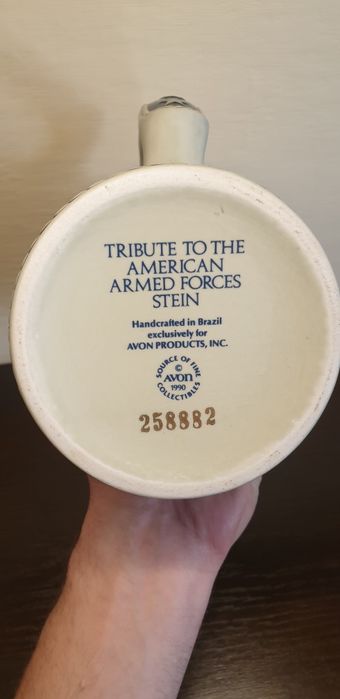 TRIBUTE TO THE
AMERICAN
ARMED FORCES
STEIN
Handcrafted in Brazil
exclusively for
AVON PRODUCTS, INC.
SOURCE OF FINE
©
AVON
1990
COLLECTIBLES
258882